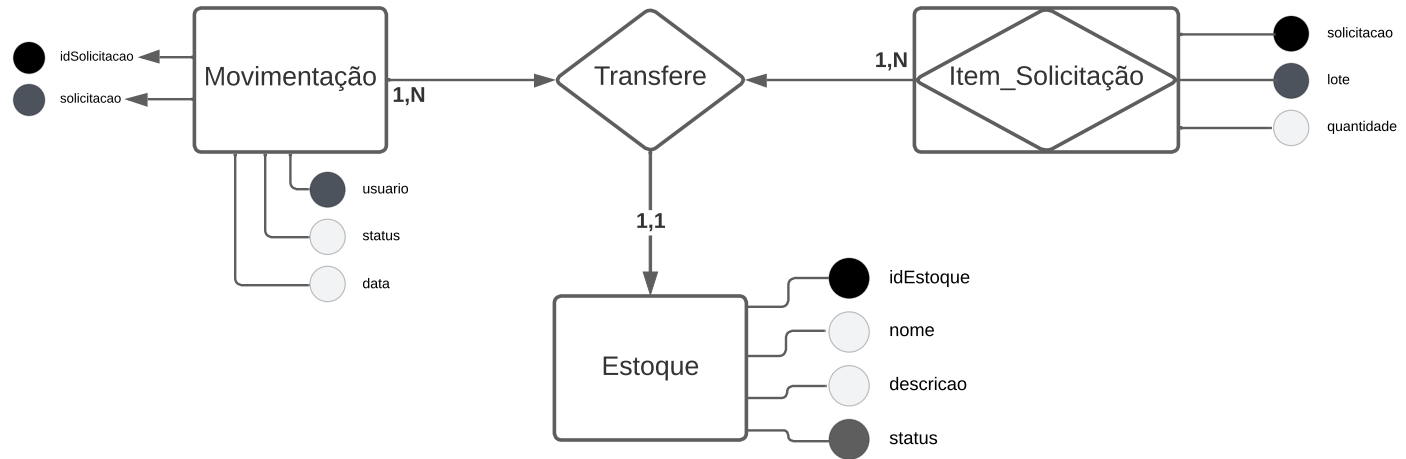 idSolicitacao
solicitacao
Movimentação
1,N
usuario
status
data
Transfere
1,N
Item_Solicitação
solicitacao
lote
quantidade
1,1
Estoque
idEstoque
nome
descricao
status